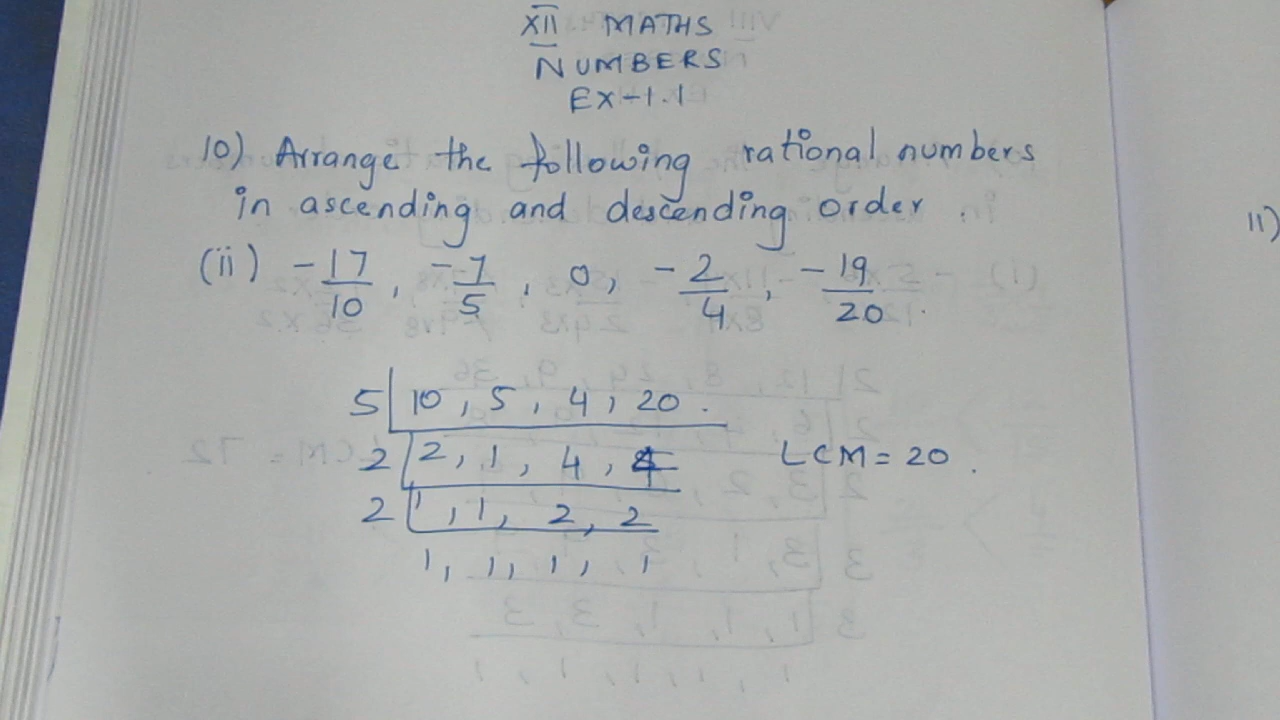 XII MATHS
NUMBERS
EX-1.1
10) Arrange the following rational numbers
in ascending and descending order.
(ii) -17/10, -7/5, 0, -2/4, -19/20.
5 | 10, 5, 4, 20.
2 | 2, 1, 4, 4 LCM = 20.
2 | 1, 1, 2, 2
1, 1, 1, 1
11)